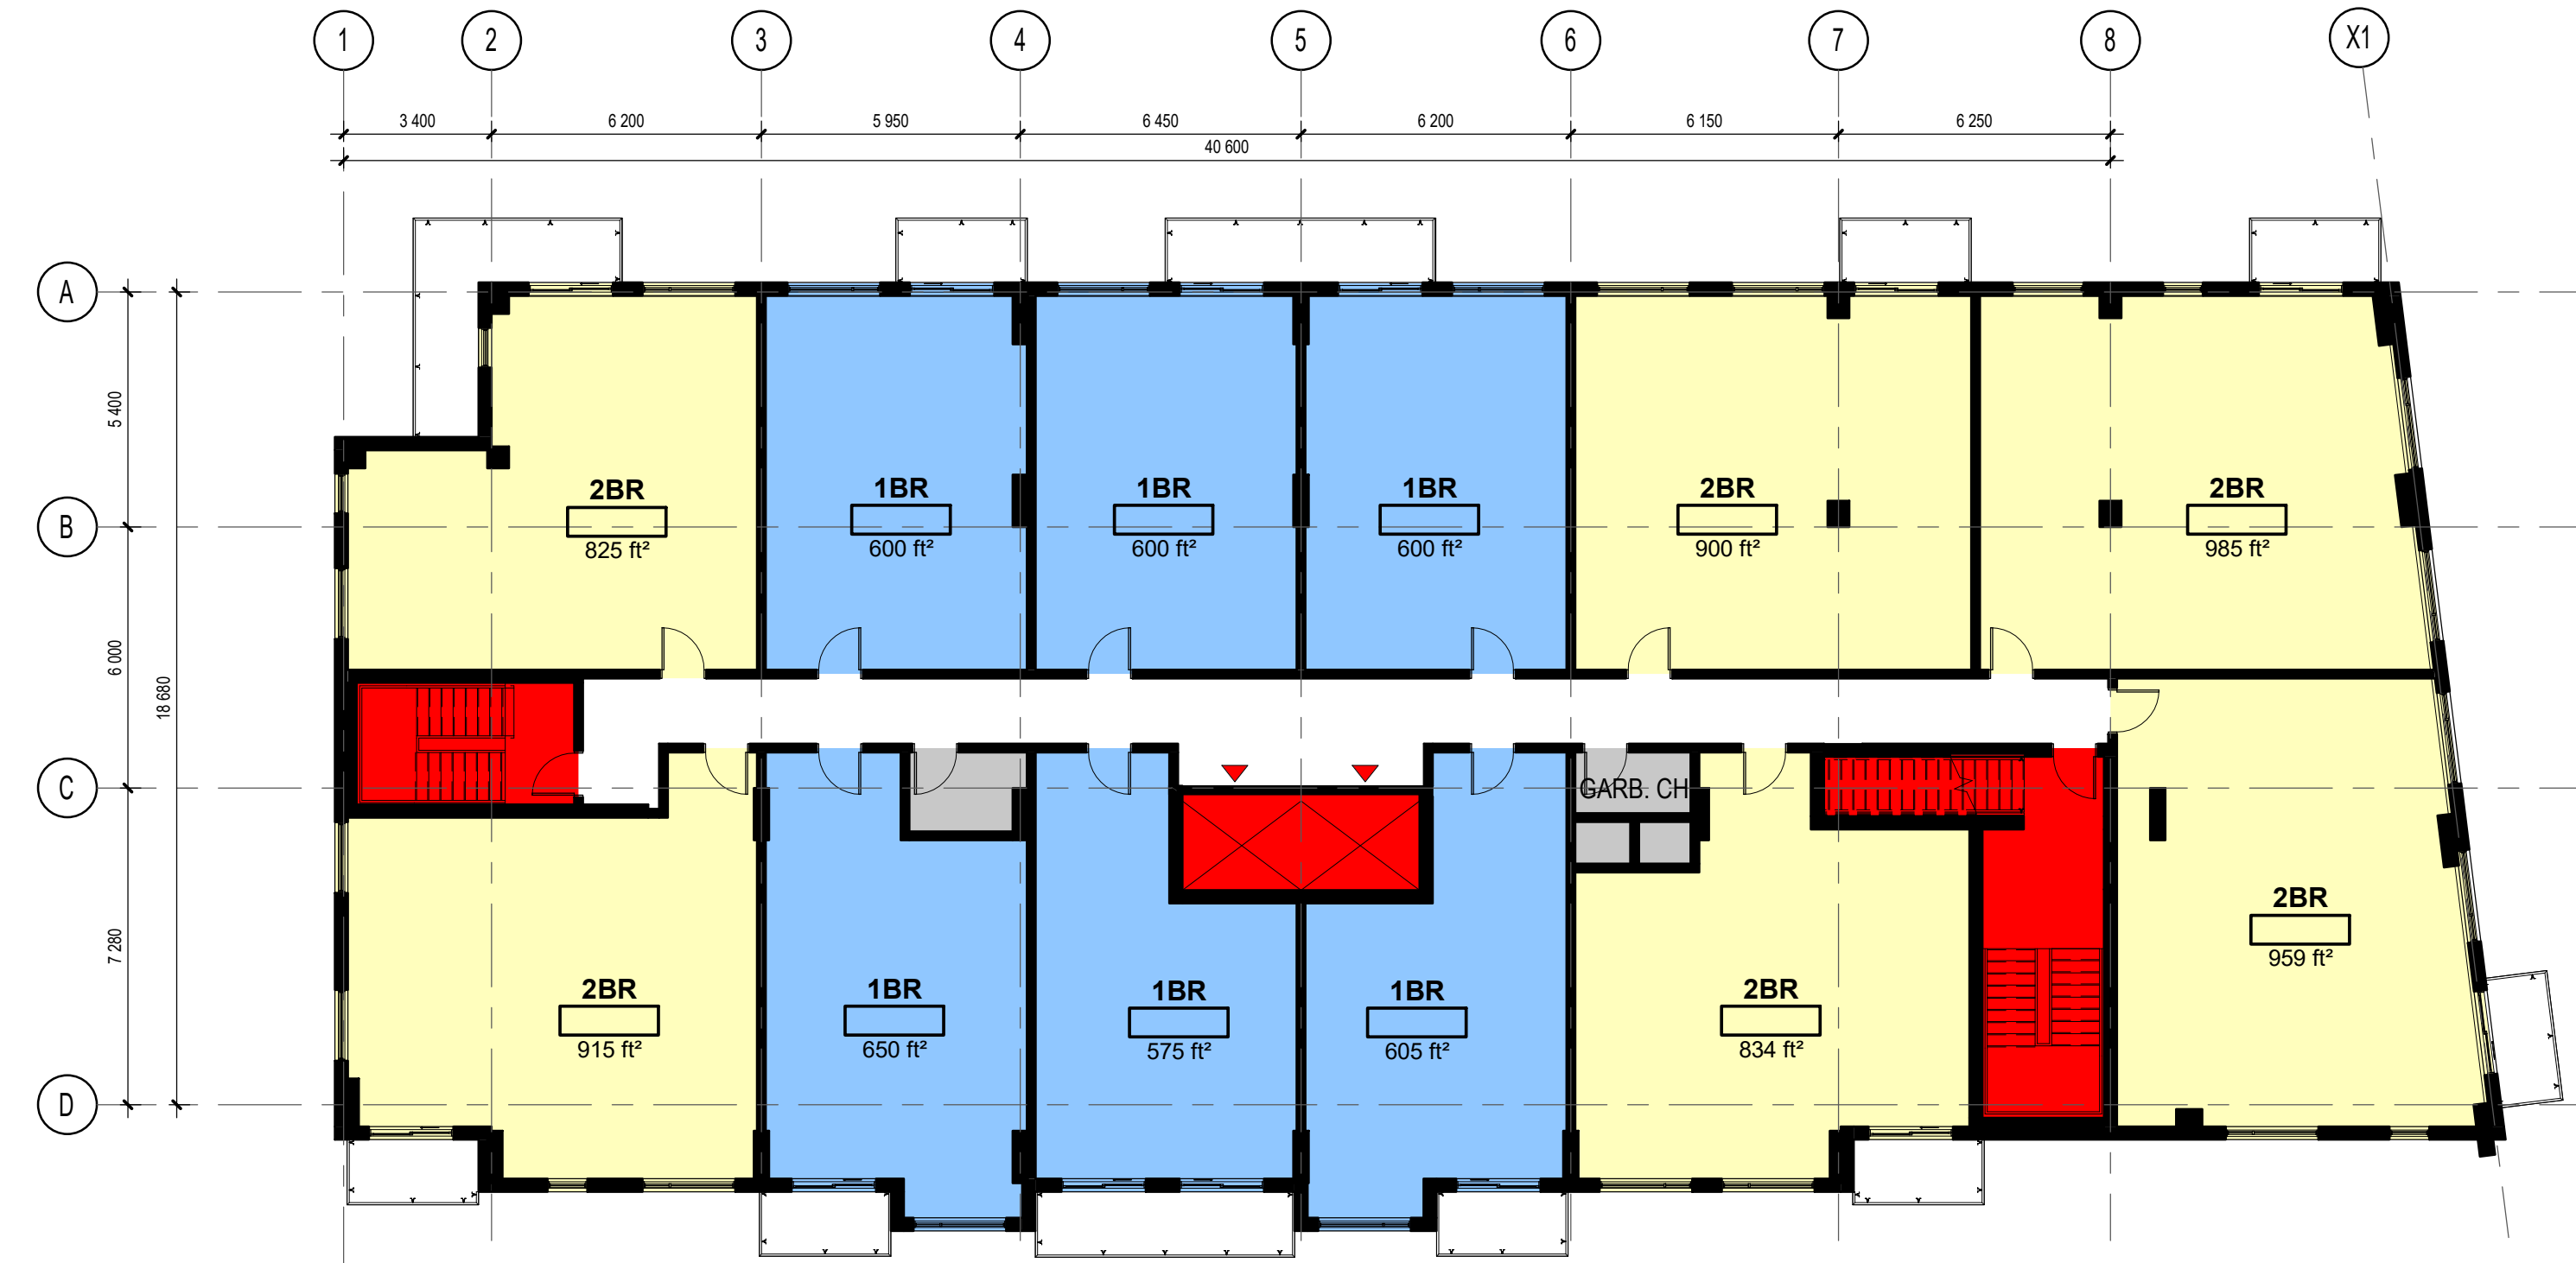 1 2 3 4 5 6 7 8 X1
3 400 6 200 5 950 6 450 6 200 6 150 6 250
40 600
A
B
C
D
5 400
6 000
7 280
18 680
2BR
825 ft²
1BR
600 ft²
1BR
600 ft²
1BR
600 ft²
2BR
900 ft²
2BR
985 ft²
GARB. CH
2BR
915 ft²
1BR
650 ft²
1BR
575 ft²
1BR
605 ft²
2BR
834 ft²
2BR
959 ft²